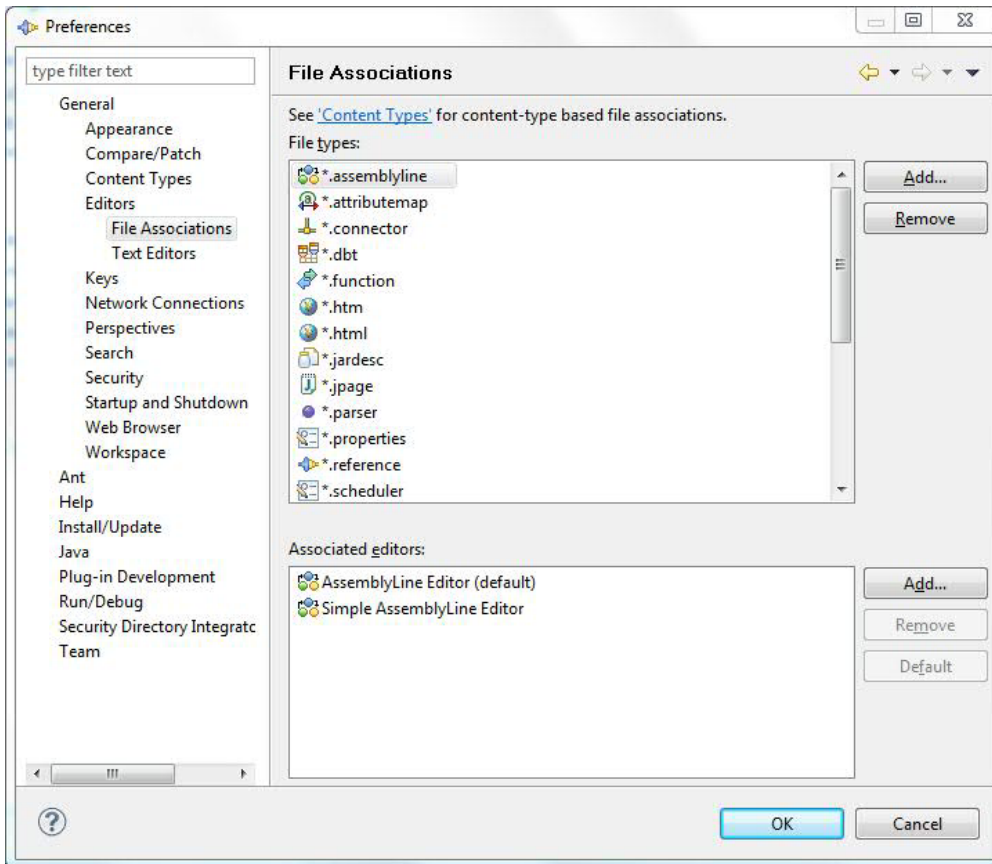 Preferences
type filter text
General
Appearance
Compare/Patch
Content Types
Editors
File Associations
Text Editors
Keys
Network Connections
Perspectives
Search
Security
Startup and Shutdown
Web Browser
Workspace
Ant
Help
Install/Update
Java
Plug-in Development
Run/Debug
Security Directory Integratc
Team
File Associations
See 'Content Types' for content-type based file associations.
File types:
*.assemblyline
*.attributemap
*.connector
*.dbt
*.function
*.htm
*.html
*.jardesc
*.jpage
*.parser
*.properties
*.reference
*.scheduler
Add...
Remove
Associated editors:
AssemblyLine Editor (default)
Simple AssemblyLine Editor
Add...
Remove
Default
OK
Cancel